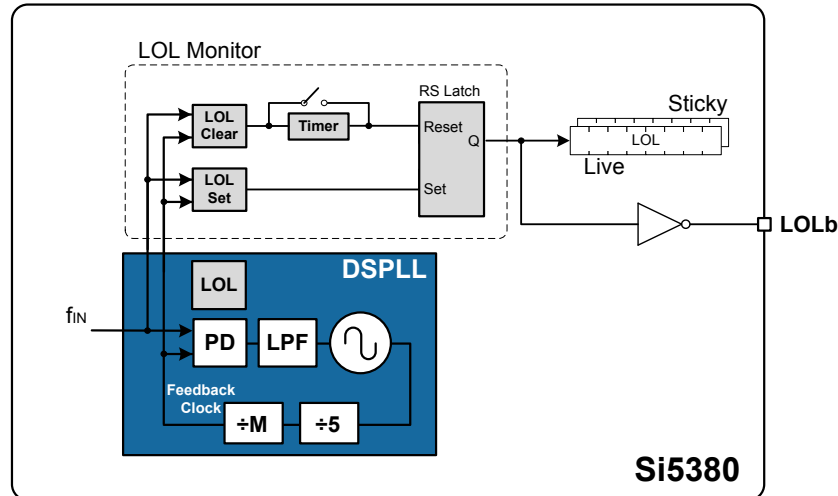 LOL Monitor
RS Latch
LOL
Clear
Timer
Reset
Q
Set
LOL
Set
Sticky
LOL
Live
LOLb
DSPLL
LOL
fIN
PD
LPF
Feedback
Clock
÷M
÷5
Si5380